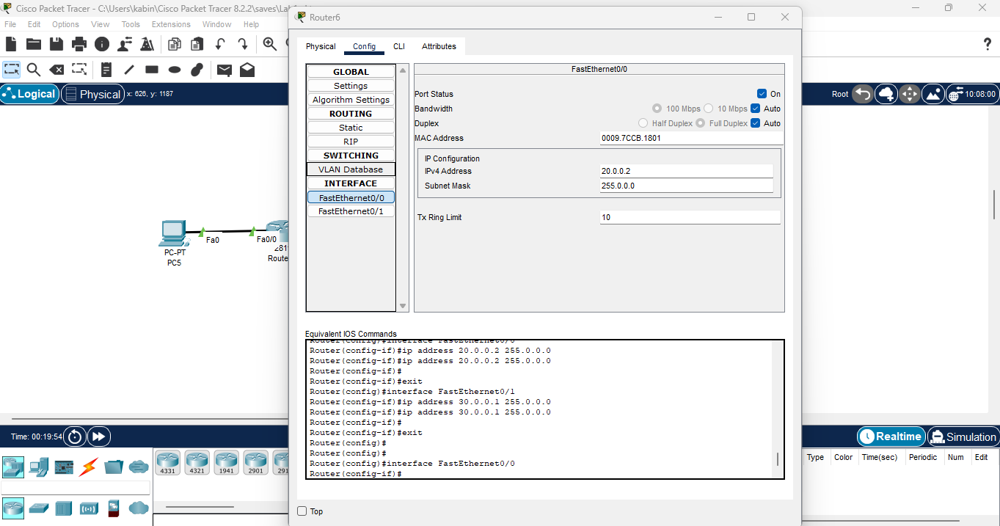 Cisco Packet Tracer - C:\Users\kabin\Cisco Packet Tracer 8.2.2\saves\La
File Edit Options View Tools Extensions Window Help
?
Logical Physical x: 626, y: 1187
Root 10:08:00
Fa0 Fa0/0
PC-PT
PC5
Router6
Physical Config CLI Attributes
GLOBAL
Settings
Algorithm Settings
ROUTING
Static
RIP
SWITCHING
VLAN Database
INTERFACE
FastEthernet0/0
FastEthernet0/1
FastEthernet0/0
Port Status On
Bandwidth 100 Mbps 10 Mbps Auto
Duplex Half Duplex Full Duplex Auto
MAC Address 0009.7CCB.1801
IP Configuration
IPv4 Address 20.0.0.2
Subnet Mask 255.0.0.0
Tx Ring Limit 10
Equivalent IOS Commands
Router(config)#interface FastEthernet0/0
Router(config-if)#ip address 20.0.0.2 255.0.0.0
Router(config-if)#ip address 20.0.0.2 255.0.0.0
Router(config-if)#
Router(config-if)#exit
Router(config)#interface FastEthernet0/1
Router(config-if)#ip address 30.0.0.1 255.0.0.0
Router(config-if)#ip address 30.0.0.1 255.0.0.0
Router(config-if)#
Router(config-if)#exit
Router(config)#
Router(config)#
Router(config)#interface FastEthernet0/0
Router(config-if)#
Top
Time: 00:19:54
Realtime Simulation
4331 4321 1941 2901 291
Type Color Time(sec) Periodic Num Edit